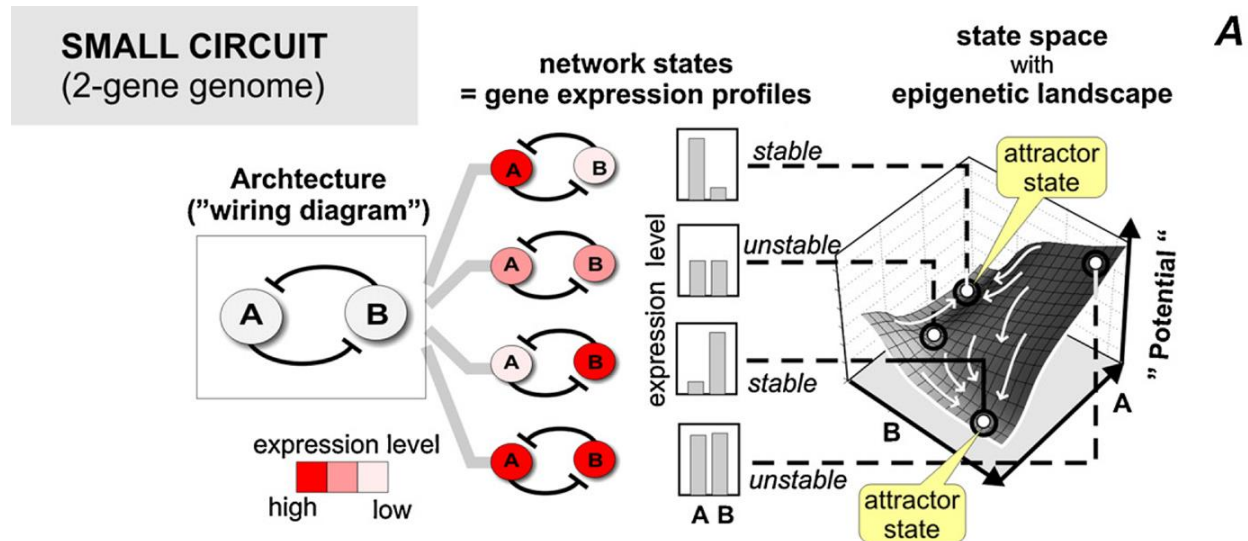 SMALL CIRCUIT
(2-gene genome)
A
network states
= gene expression profiles
state space
with
epigenetic landscape
Archtecture
("wiring diagram")
A
B
A
B
A
B
A
B
A
B
expression level
stable
unstable
stable
unstable
A B
attractor
state
attractor
state
B
A
" Potential "
expression level
high
low